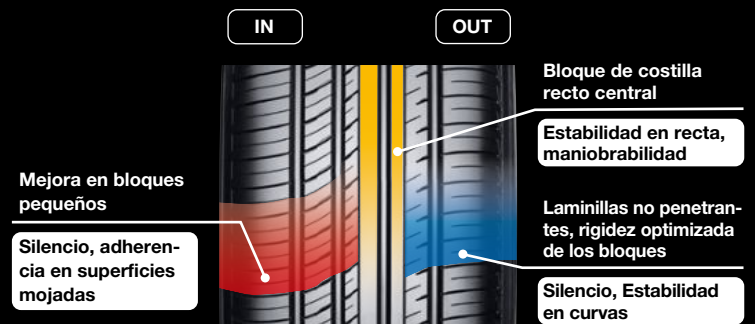 IN
OUT
Bloque de costilla
recto central
Estabilidad en recta,
maniobrabilidad
Mejora en bloques
pequeños
Silencio, adheren-
cia en superficies
mojadas
Laminillas no penetran-
tes, rigidez optimizada
de los bloques
Silencio, Estabilidad
en curvas